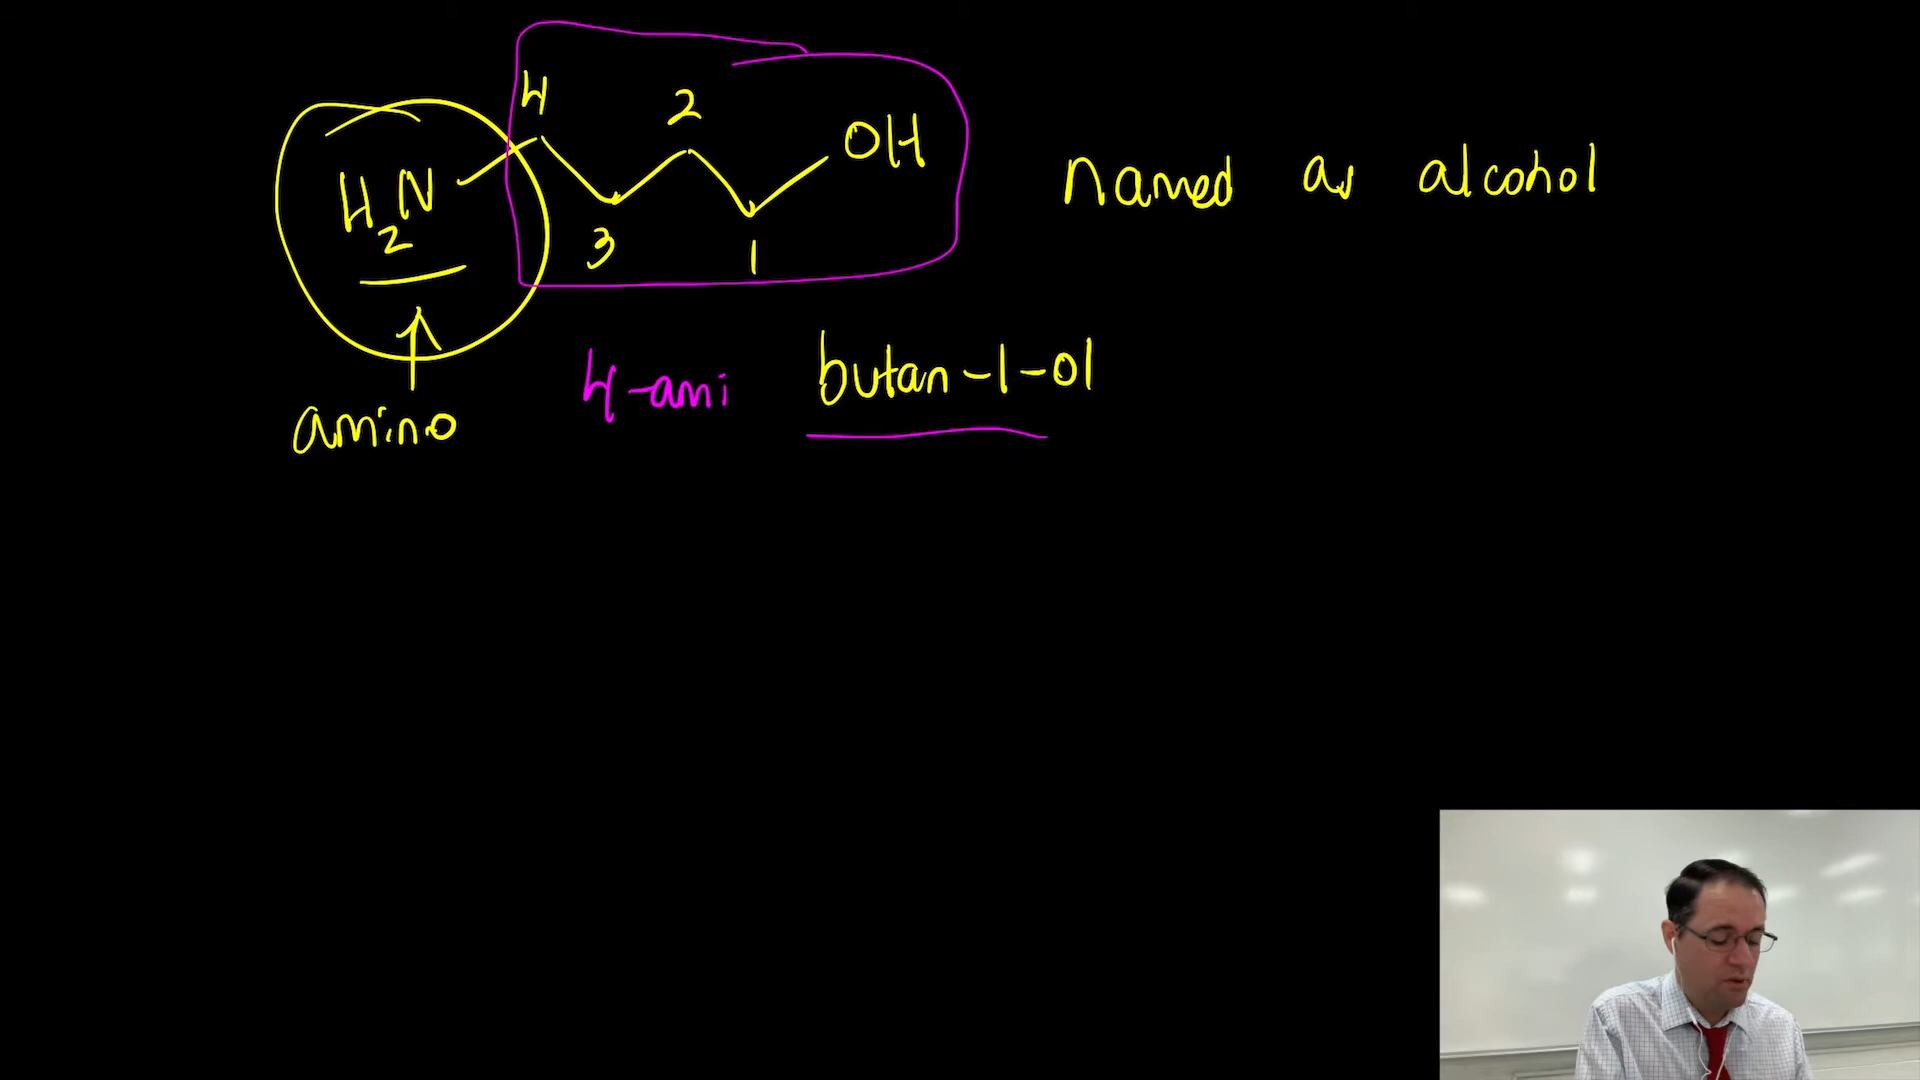 4 2
H2N OH
3 1
named as alcohol
4-ami butan-1-ol
amino